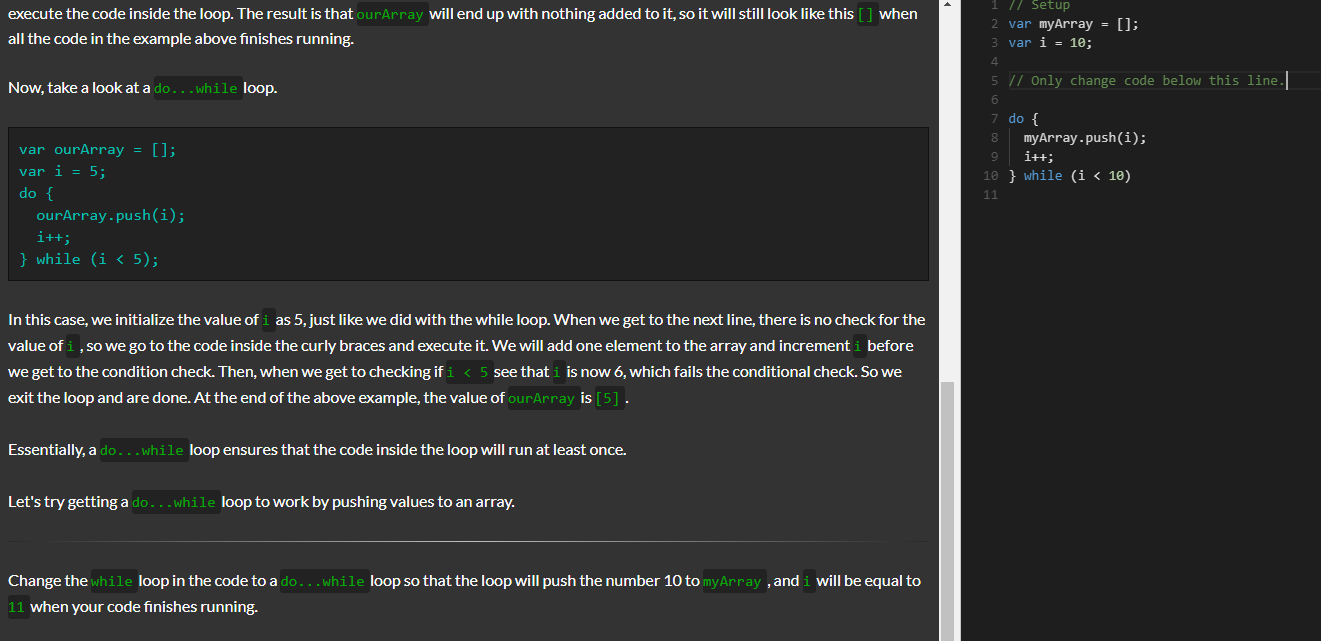 execute the code inside the loop. The result is that ourArray will end up with nothing added to it, so it will still look like this [] when
all the code in the example above finishes running.
Now, take a look at a do...while loop.
var ourArray = [];
var i = 5;
do {
  ourArray.push(i);
  i++;
} while (i < 5);
In this case, we initialize the value of i as 5, just like we did with the while loop. When we get to the next line, there is no check for the
value of i , so we go to the code inside the curly braces and execute it. We will add one element to the array and increment i before
we get to the condition check. Then, when we get to checking if i < 5 see that i is now 6, which fails the conditional check. So we
exit the loop and are done. At the end of the above example, the value of ourArray is [5] .
Essentially, a do...while loop ensures that the code inside the loop will run at least once.
Let's try getting a do...while loop to work by pushing values to an array.
Change the while loop in the code to a do...while loop so that the loop will push the number 10 to myArray , and i will be equal to
11 when your code finishes running.
1 // Setup
2 var myArray = [];
3 var i = 10;
4
5 // Only change code below this line.
6
7 do {
8   myArray.push(i);
9   i++;
10 } while (i < 10)
11